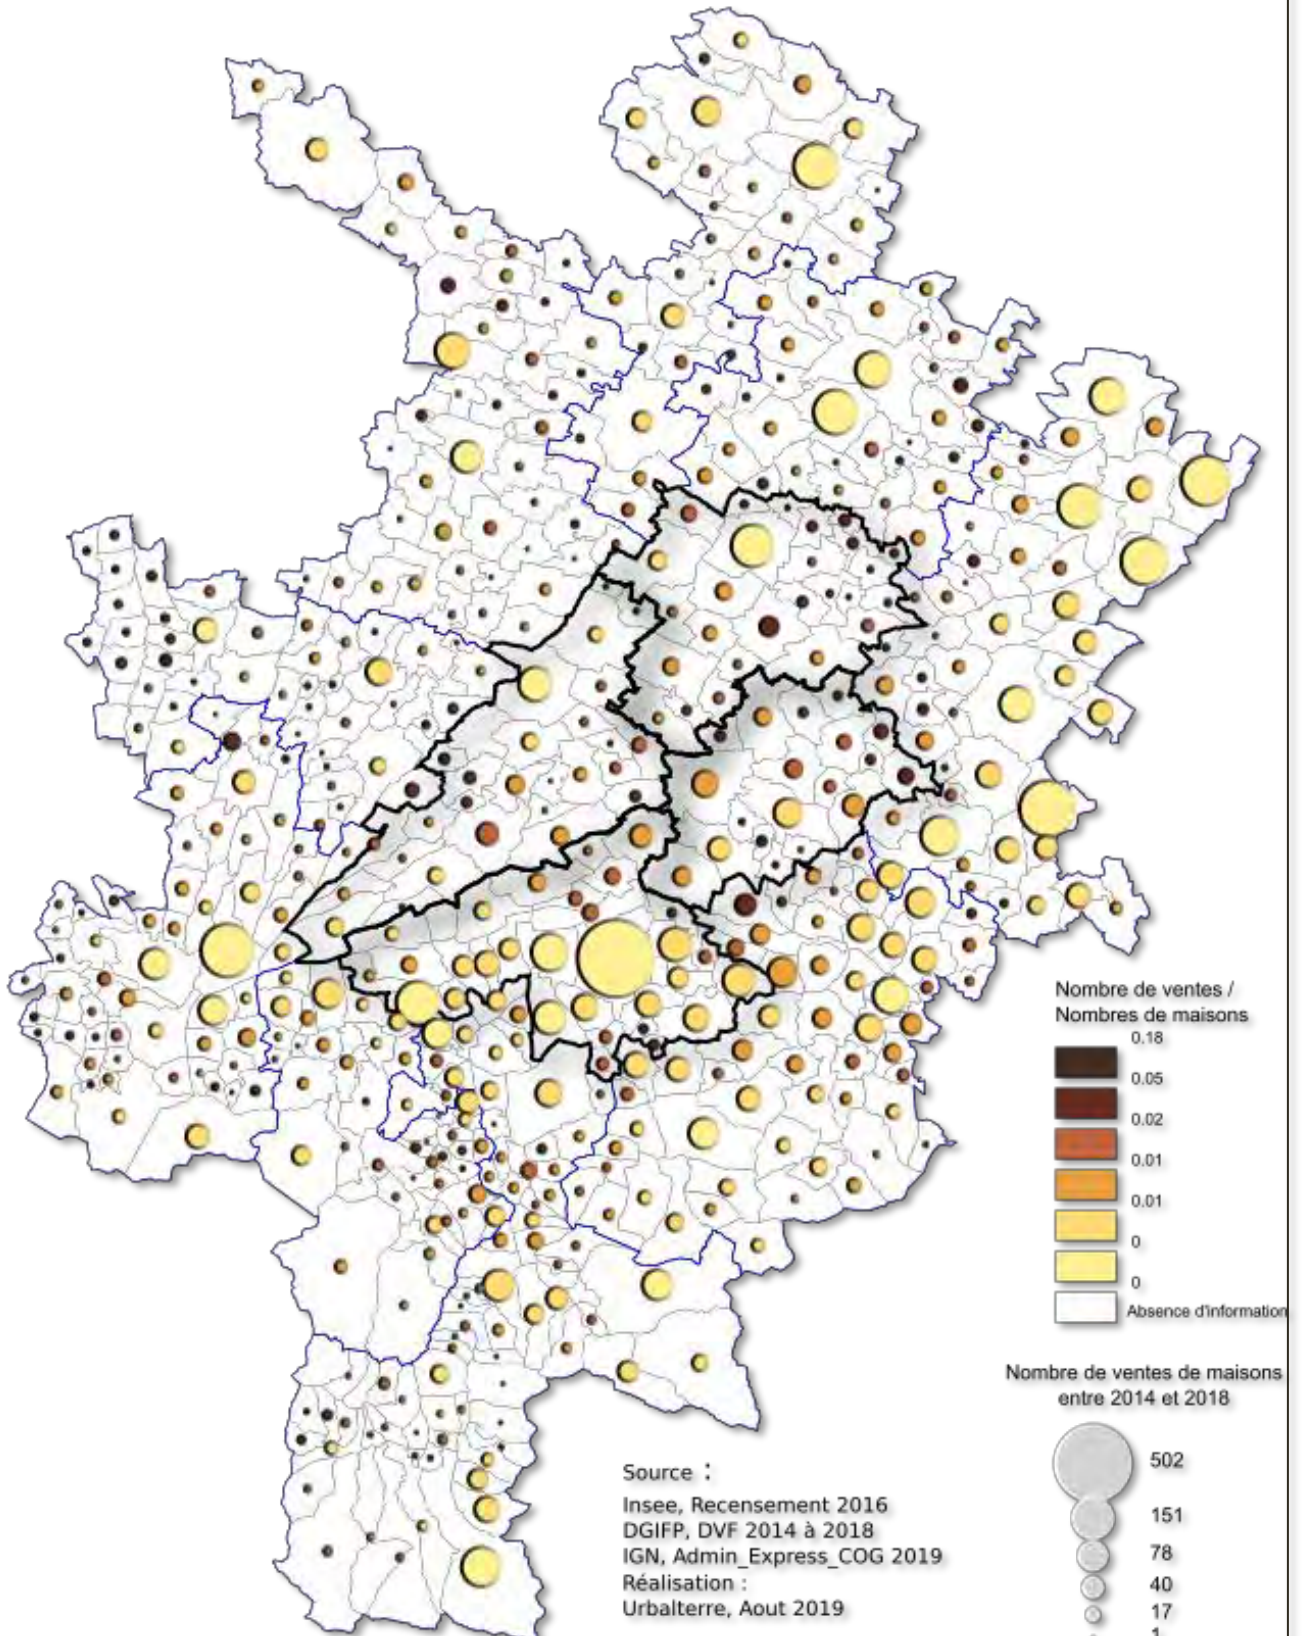 Nombre de ventes /
Nombres de maisons
0.18
0.05
0.02
0.01
0.01
0
0
Absence d'information
Nombre de ventes de maisons
entre 2014 et 2018
502
151
78
40
17
1
Source :
Insee, Recensement 2016
DGIFP, DVF 2014 à 2018
IGN, Admin_Express_COG 2019
Réalisation :
Urbalterre, Aout 2019